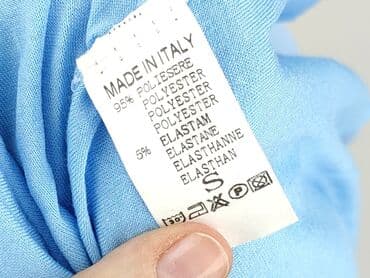 MADE IN ITALY
95% POLIESERE
POLYESTER
POLYESTER
POLYESTER
5% ELASTAM
ELASTANE
ELASTHANNE
ELASTHAN
S